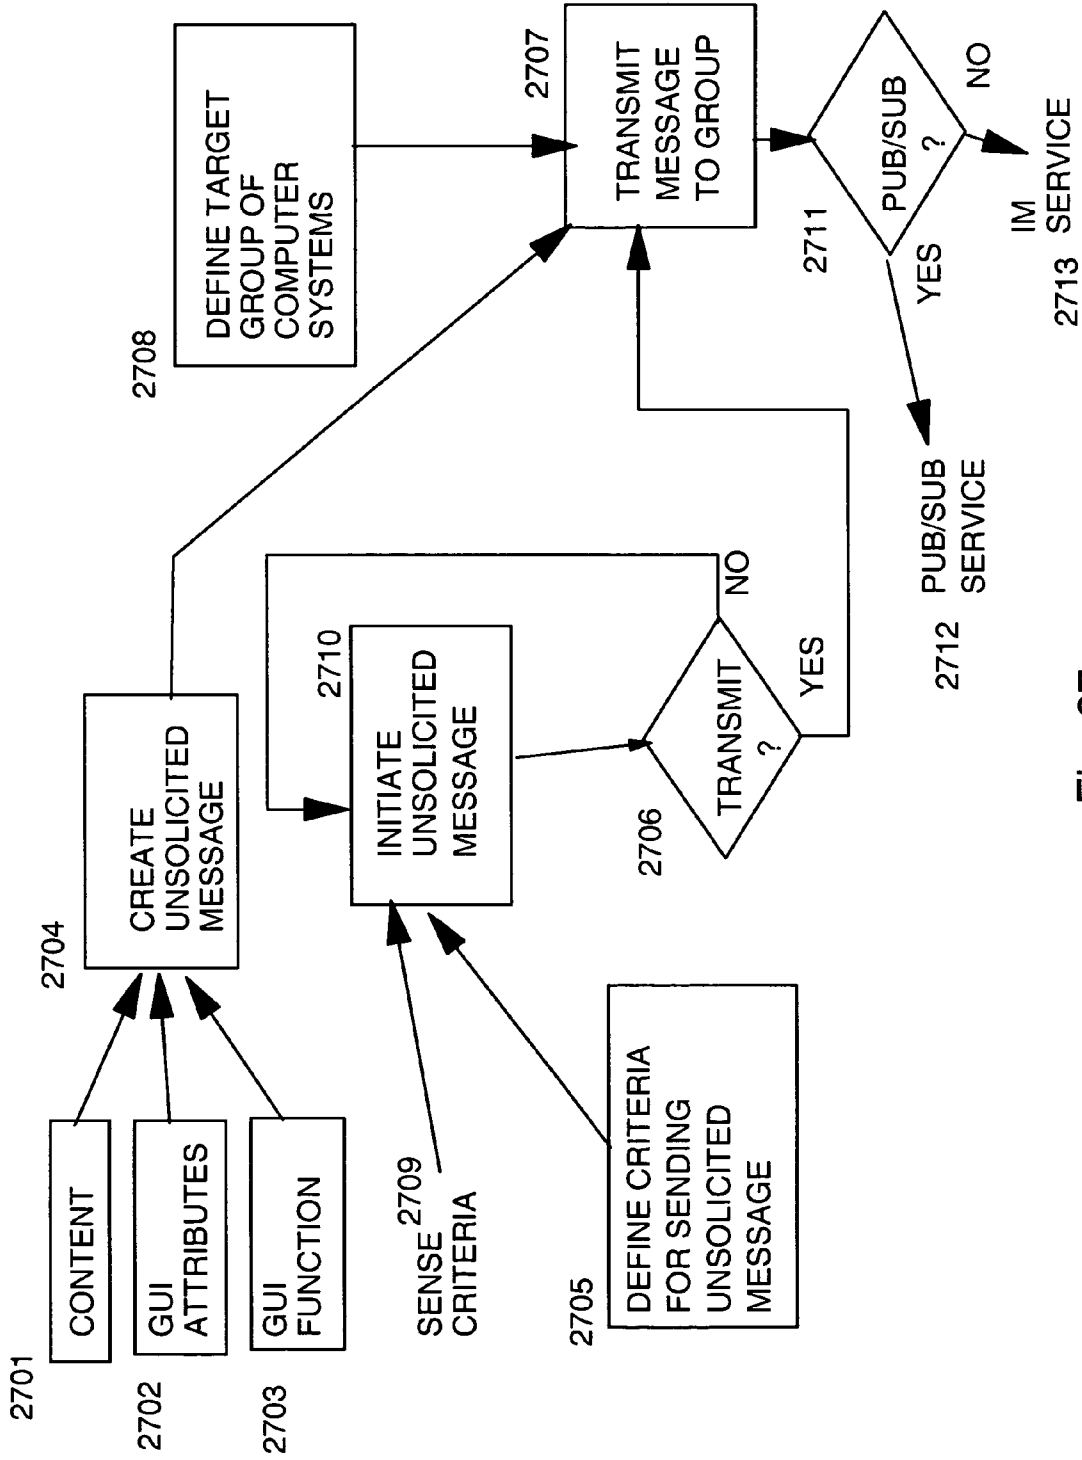 2701
CONTENT
2702
GUI
ATTRIBUTES
2703
GUI
FUNCTION
2704
CREATE
UNSOLICITED
MESSAGE
SENSE 2709
CRITERIA
2705
DEFINE CRITERIA
FOR SENDING
UNSOLICITED
MESSAGE
2710
INITIATE
UNSOLICITED
MESSAGE
2706
TRANSMIT
?
NO
YES
2708
DEFINE TARGET
GROUP OF
COMPUTER
SYSTEMS
2707
TRANSMIT
MESSAGE
TO GROUP
2711
PUB/SUB
?
YES
NO
2712 PUB/SUB
SERVICE
2713 IM
SERVICE